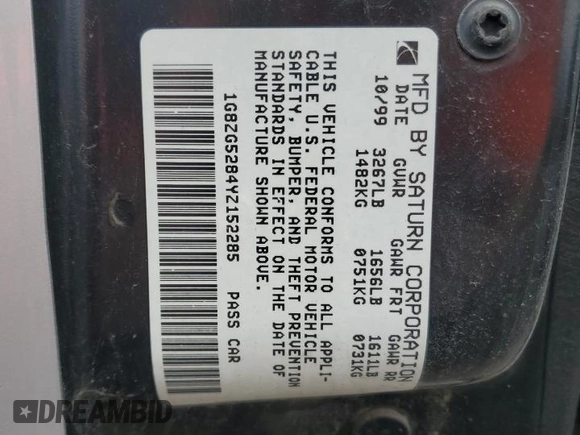 MFD BY SATURN CORPORATION
DATE GVWR GAWR FRT GAWR RR
10/99 3267LB 1656LB 1611LB
1482KG 0751KG 0731KG
THIS VEHICLE CONFORMS TO ALL APPLI-
CABLE U.S. FEDERAL MOTOR VEHICLE
SAFETY, BUMPER, AND THEFT PREVENTION
STANDARDS IN EFFECT ON THE DATE OF
MANUFACTURE SHOWN ABOVE.
1G8ZG5284YZ152285 PASS CAR
DREAMBID